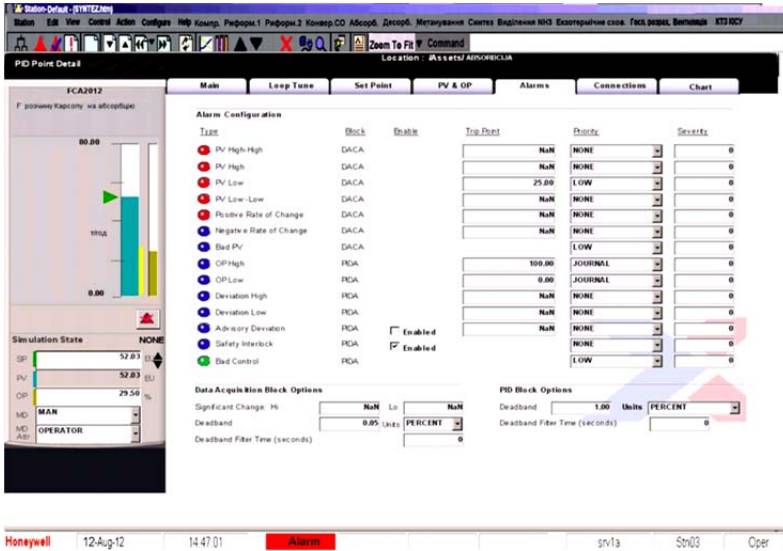 Station-Default - [SYNTEZ.htm]
Station Edit View Control Action Configure Help Компр. Реформ.1 Риформ.2 Конвер.СО Абсорб. Десорб. Метанування Синтез Виділення NH3 Екзотермічне схов. Госп.розрах. Вентиляція КТЗ КІСУ
Zoom To Fit Command
PID Point Detail
Location : /Assets/ABSORBCIJA
FCA2012
Main Loop Tune Set Point PV & OP Alarms Connections Chart
F розчину Карсолу на абсорбцію
80.00
т/год
0.00
Simulation State NONE
SP 52.03 EU
PV 52.03 EU
OP 29.50 %
MD MAN
MD Attr OPERATOR
Alarm Configuration
Type Block Enable Trip Point Priority Severity
PV High-High DACA NaN NONE 0
PV High DACA NaN NONE 0
PV Low DACA 25.00 LOW 0
PV Low-Low DACA NaN NONE 0
Positive Rate of Change DACA NaN NONE 0
Negative Rate of Change DACA NaN NONE 0
Bad PV DACA LOW 0
OP High PIDA 100.00 JOURNAL 0
OP Low PIDA 0.00 JOURNAL 0
Deviation High PIDA NaN NONE 0
Deviation Low PIDA NaN NONE 0
Advisory Deviation PIDA Enabled NaN NONE 0
Safety Interlock PIDA Enabled NONE 0
Bad Control PIDA LOW 0
Data Acquisition Block Options
Significant Change: Hi NaN Lo NaN
Deadband 0.05 Units PERCENT
Deadband Filter Time (seconds) 0
PID Block Options
Deadband 1.00 Units PERCENT
Deadband Filter Time (seconds) 0
Honeywell 12-Aug-12 14:47:01 Alarm srv1a Stn03 Oper